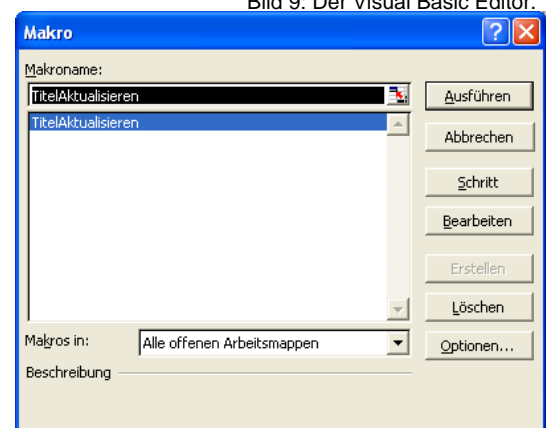 Bild 9: Der Visual Basic Editor.
Makro
Makroname:
TitelAktualisieren
TitelAktualisieren
Ausführen
Abbrechen
Schritt
Bearbeiten
Erstellen
Löschen
Makros in: Alle offenen Arbeitsmappen
Optionen...
Beschreibung